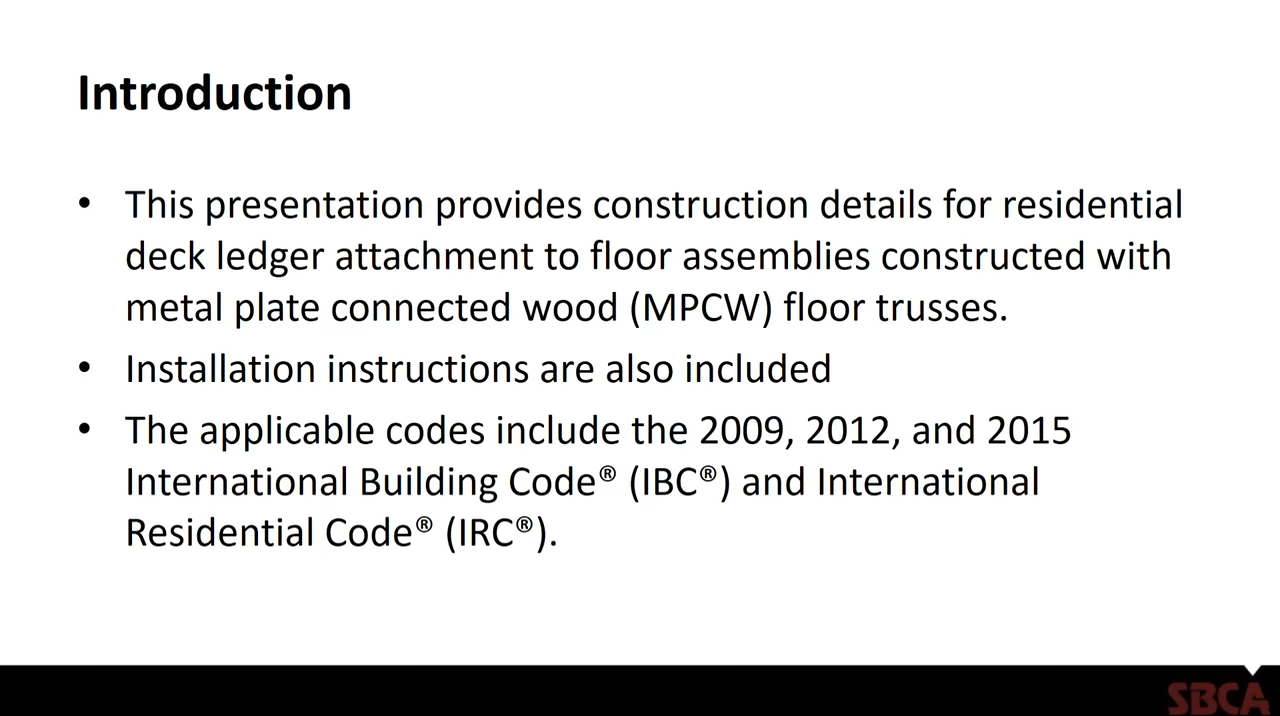 Introduction
• This presentation provides construction details for residential
deck ledger attachment to floor assemblies constructed with
metal plate connected wood (MPCW) floor trusses.
• Installation instructions are also included
• The applicable codes include the 2009, 2012, and 2015
International Building Code® (IBC®) and International
Residential Code® (IRC®).
SBCA